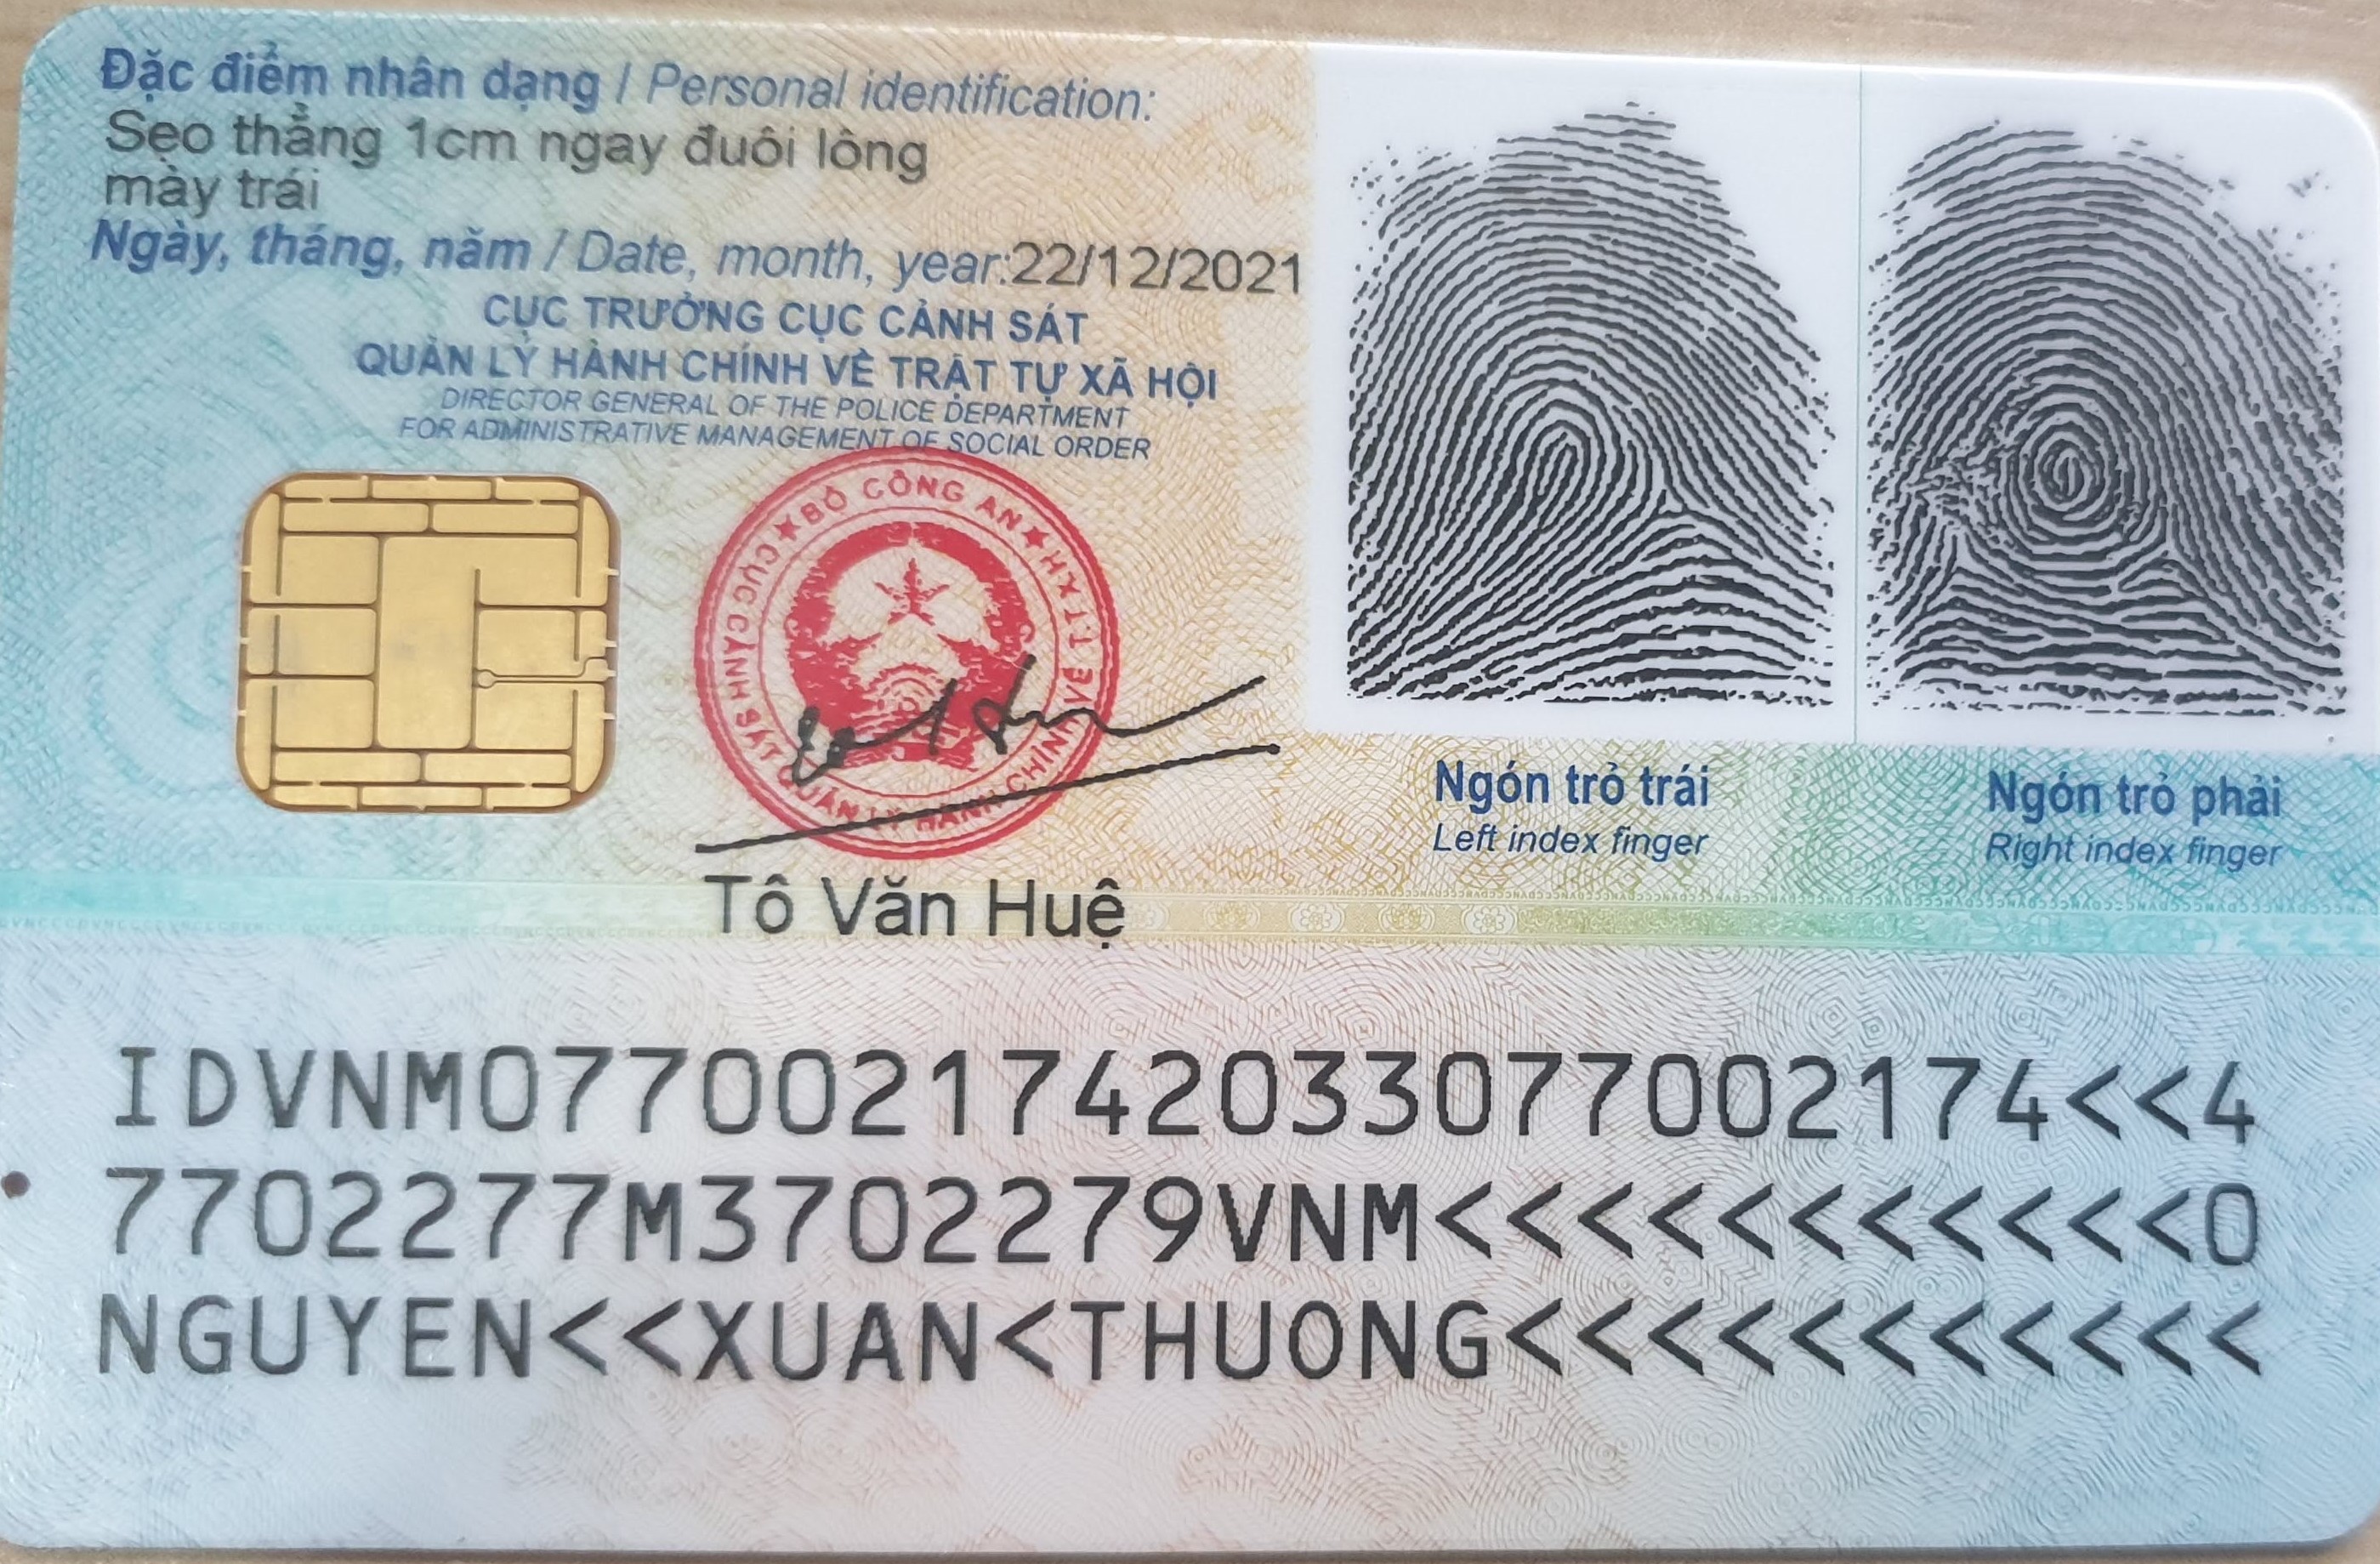 Đặc điểm nhân dạng / Personal identification:
Sẹo thẳng 1cm ngay đuôi lông
mày trái
Ngày, tháng, năm / Date, month, year:22/12/2021
CỤC TRƯỞNG CỤC CẢNH SÁT
QUẢN LÝ HÀNH CHÍNH VỀ TRẬT TỰ XÃ HỘI
DIRECTOR GENERAL OF THE POLICE DEPARTMENT
FOR ADMINISTRATIVE MANAGEMENT OF SOCIAL ORDER
★ BỘ CÔNG AN ★
CỤC CẢNH SÁT QUẢN LÝ HÀNH CHÍNH VỀ TTXH
Tô Văn Huệ
Ngón trỏ trái
Left index finger
Ngón trỏ phải
Right index finger
IDVNM0770021742033077002174<<4
7702277M3702279VNM<<<<<<<<<<<0
NGUYEN<<XUAN<THUONG<<<<<<<<<<<